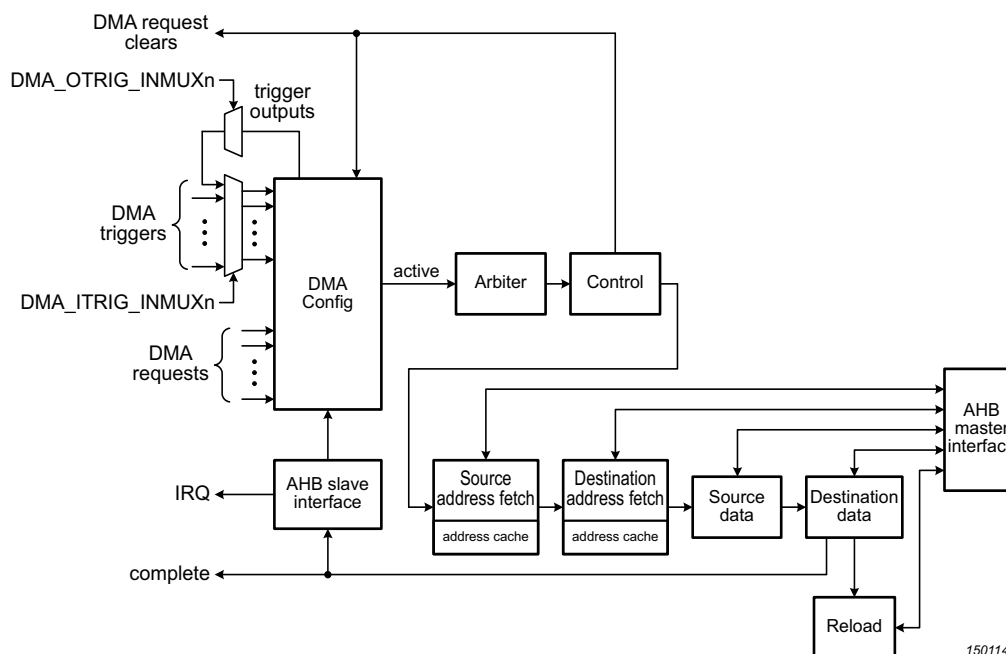 DMA request
clears
DMA_OTRIG_INMUXn
trigger
outputs
DMA
triggers
DMA_ITRIG_INMUXn
DMA
Config
active
Arbiter
Control
DMA
requests
AHB
master
interface
IRQ
AHB slave
interface
Source
address fetch
address cache
Destination
address fetch
address cache
Source
data
Destination
data
complete
Reload
150114